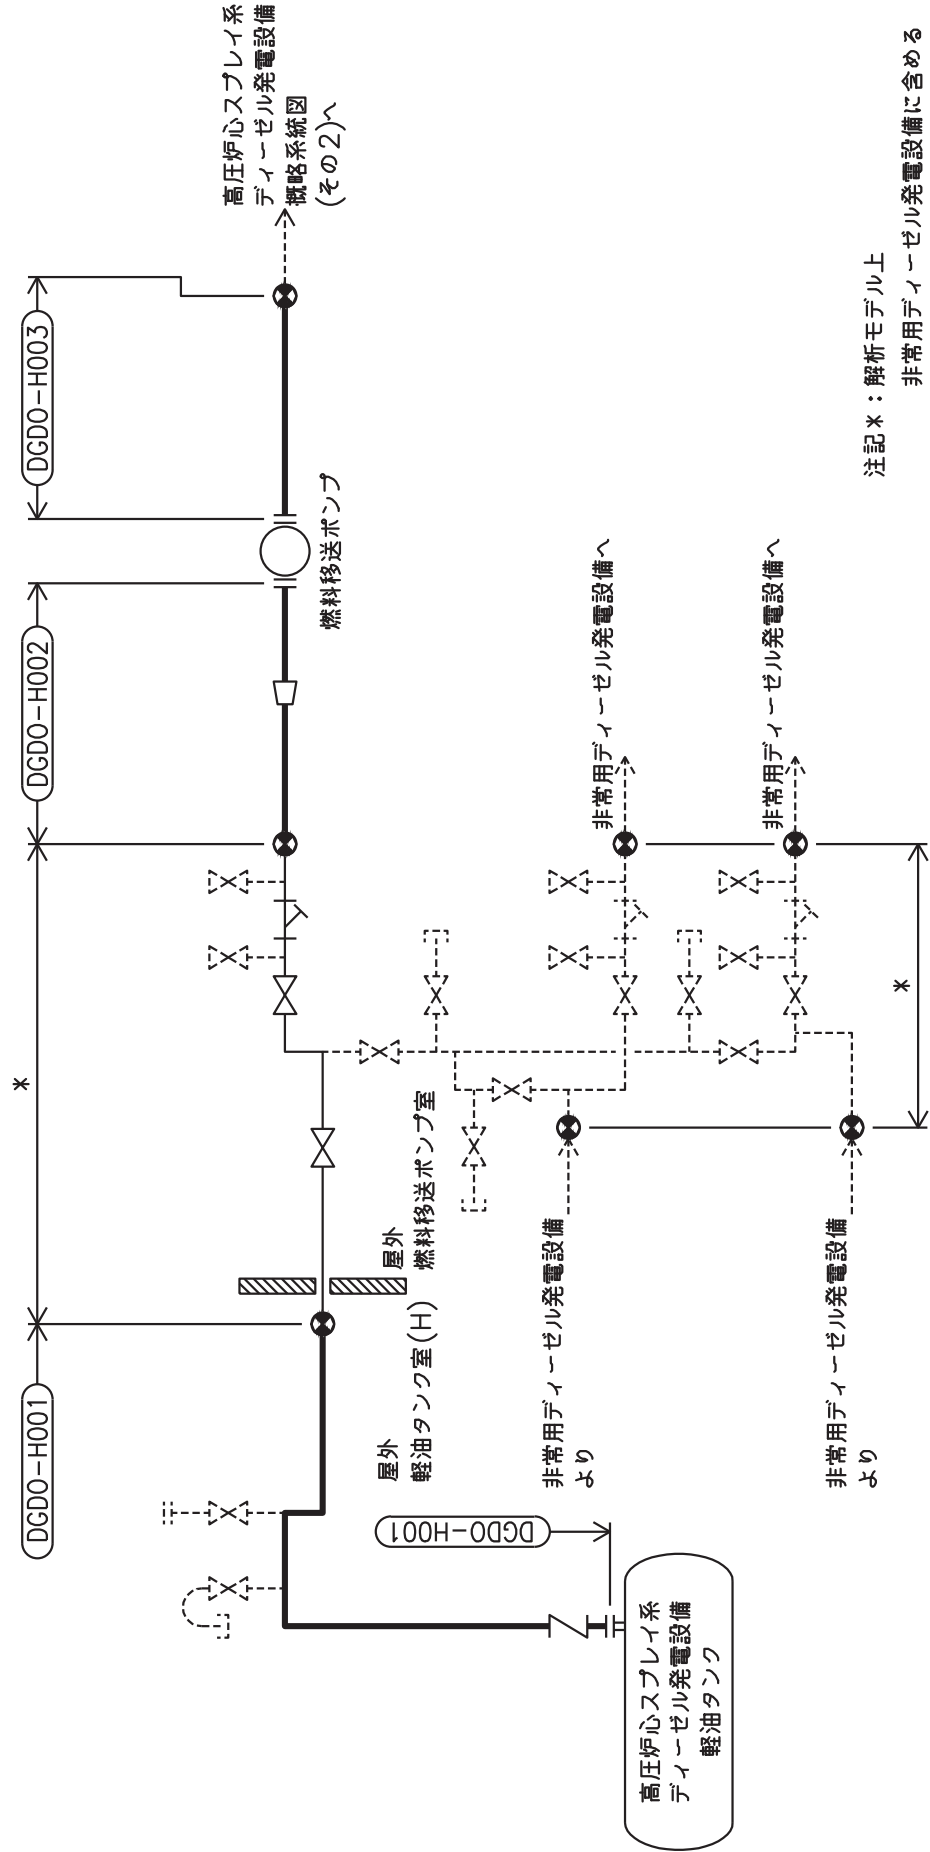 高圧炉心スプレイ系
ディーゼル発電設備
軽油タンク
DGDO-H001
DGDO-H001
屋外
軽油タンク室(H)
屋外
燃料移送ポンプ室
*
DGDO-H002
燃料移送ポンプ
DGDO-H003
高圧炉心スプレイ系
ディーゼル発電設備
概略系統図
(その2)へ
非常用ディーゼル発電設備
より
非常用ディーゼル発電設備
より
非常用ディーゼル発電設備へ
非常用ディーゼル発電設備へ
*
注記*:解析モデル上
非常用ディーゼル発電設備に含める